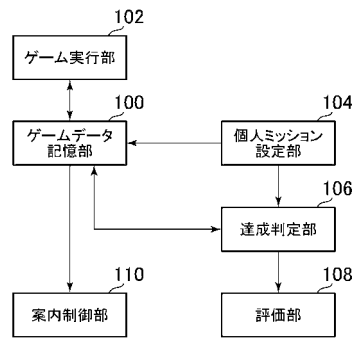 102
ゲーム実行部
100
104
ゲームデータ
記憶部
個人ミッション
設定部
106
達成判定部
110
108
案内制御部
評価部